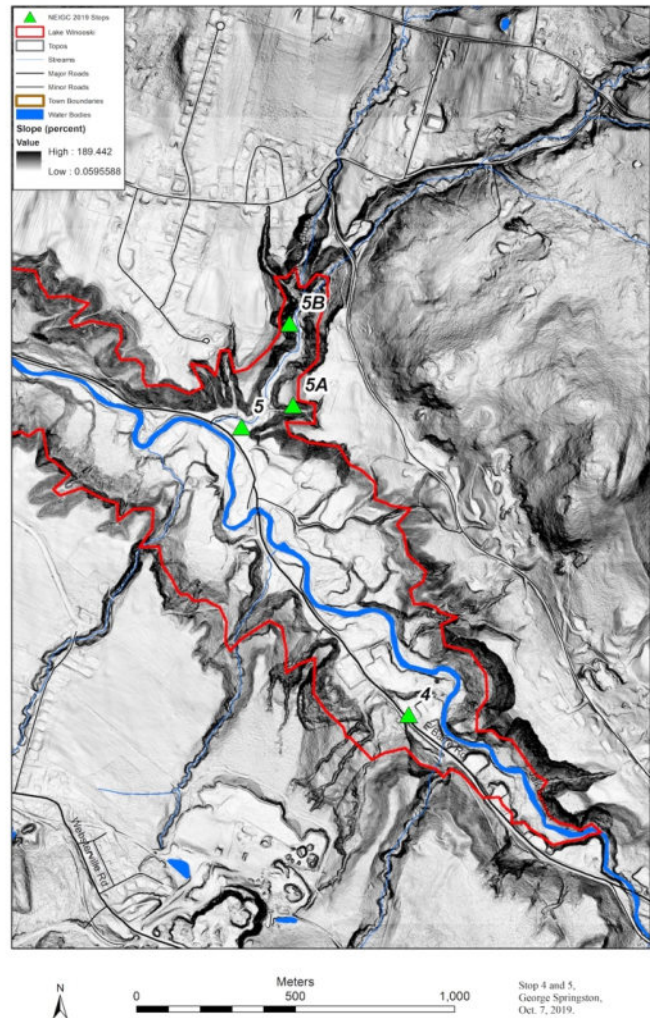 NEIGC 2019 Stops
Lake Winooski
Topos
Streams
Major Roads
Minor Roads
Town Boundaries
Water Bodies
Slope (percent)
Value
High : 189.442
Low : 0.0595588
5B
5A
5
4
Websterville Rd
N
Meters
0 500 1,000
Stop 4 and 5,
George Springston,
Oct. 7, 2019.